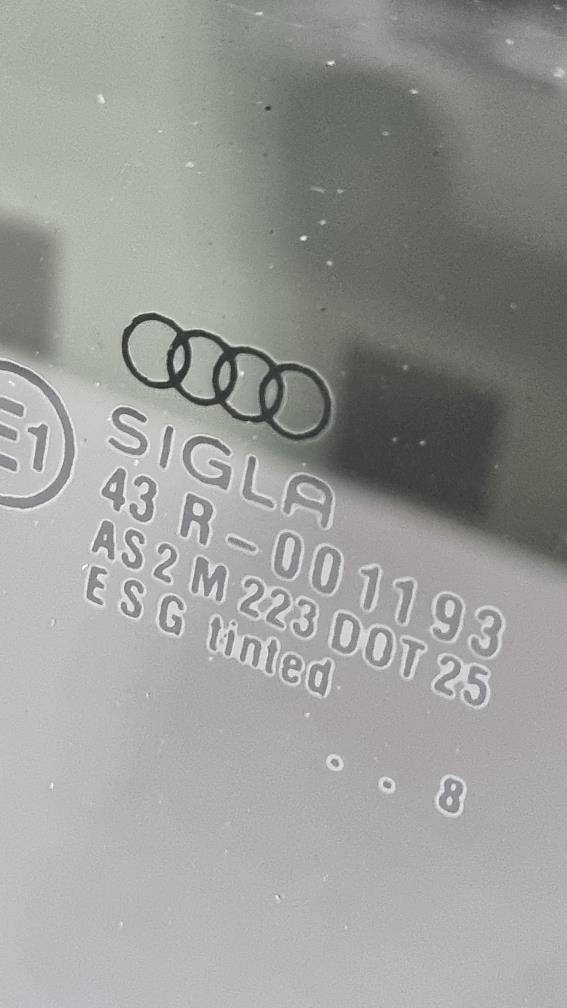 E1
SIGLA
43 R-001193
AS2 M 223 DOT 25
ESG tinted
. . 8